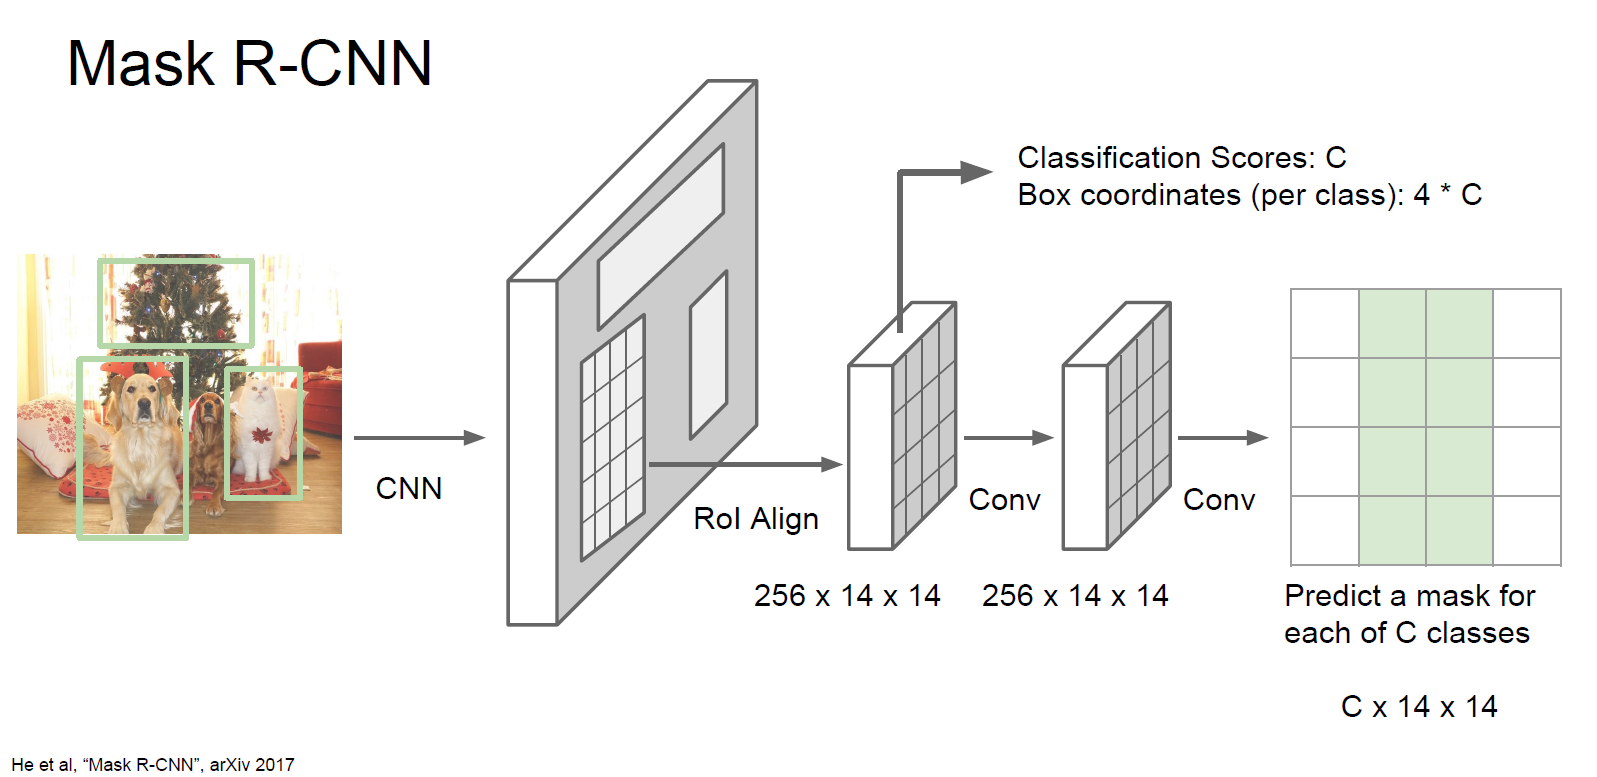 Mask R-CNN
Classification Scores: C
Box coordinates (per class): 4 * C
CNN
RoI Align
Conv
Conv
256 x 14 x 14
256 x 14 x 14
Predict a mask for
each of C classes
C x 14 x 14
He et al, “Mask R-CNN”, arXiv 2017